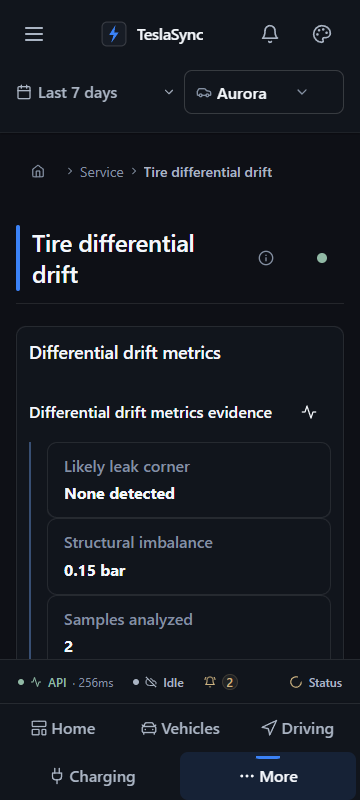 TeslaSync
Last 7 days
Aurora
Service
Tire differential drift
Tire differential
drift
Differential drift metrics
Differential drift metrics evidence
Likely leak corner
None detected
Structural imbalance
0.15 bar
Samples analyzed
2
API · 256ms
Idle
2
Status
Home
Vehicles
Driving
Charging
More